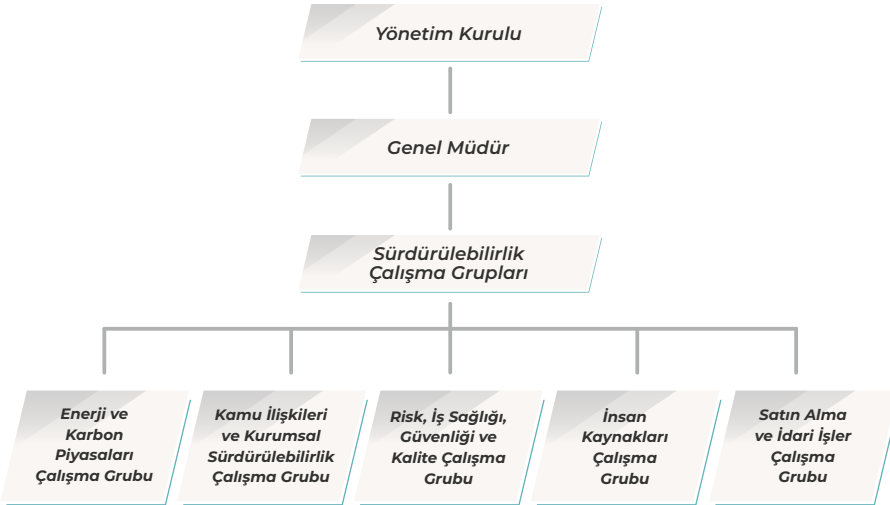 Yönetim Kurulu
Genel Müdür
Sürdürülebilirlik
Çalışma Grupları
Enerji ve
Karbon
Piyasaları
Çalışma Grubu
Kamu İlişkileri
ve Kurumsal
Sürdürülebilirlik
Çalışma Grubu
Risk, İş Sağlığı,
Güvenliği ve
Kalite Çalışma
Grubu
İnsan
Kaynakları
Çalışma
Grubu
Satın Alma
ve İdari İşler
Çalışma
Grubu